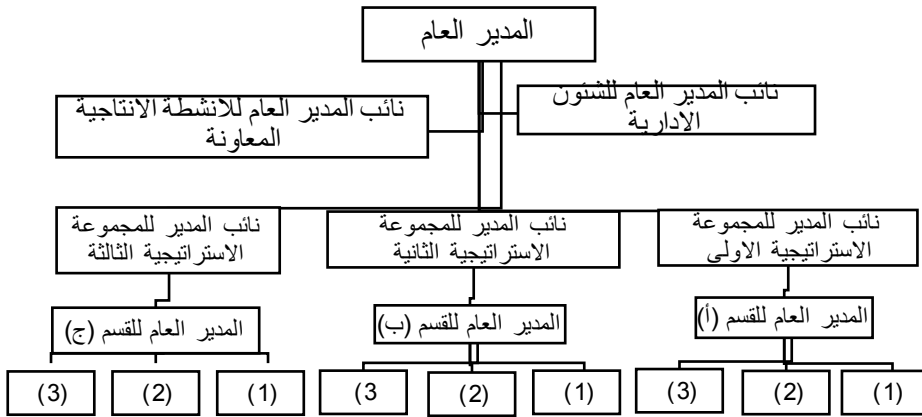 المدير العام
نائب المدير العام للشئون
الادارية
نائب المدير العام للانشطة الانتاجية
المعاونة
نائب المدير للمجموعة
الاستراتيجية الاولى
نائب المدير للمجموعة
الاستراتيجية الثانية
نائب المدير للمجموعة
الاستراتيجية الثالثة
المدير العام للقسم (أ)
المدير العام للقسم (ب)
المدير العام للقسم (ج)
(1)
(2)
(3)
(1)
(2)
(3
(1)
(2)
(3)